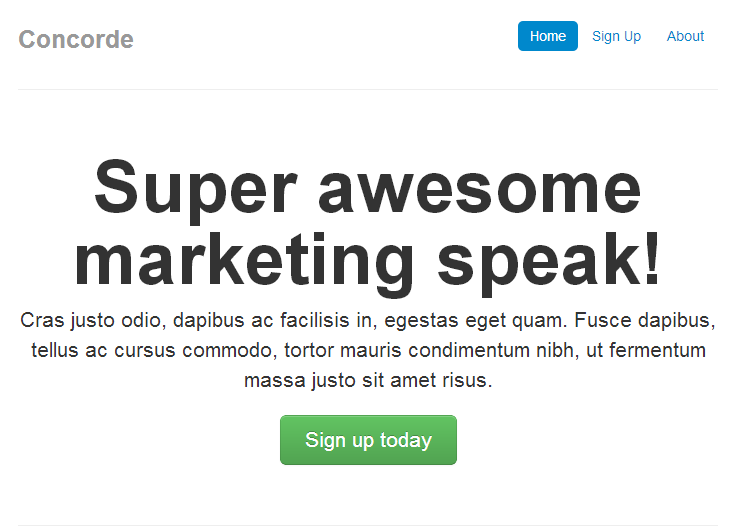 Concorde
Home Sign Up About
Super awesome
marketing speak!
Cras justo odio, dapibus ac facilisis in, egestas eget quam. Fusce dapibus,
tellus ac cursus commodo, tortor mauris condimentum nibh, ut fermentum
massa justo sit amet risus.
Sign up today